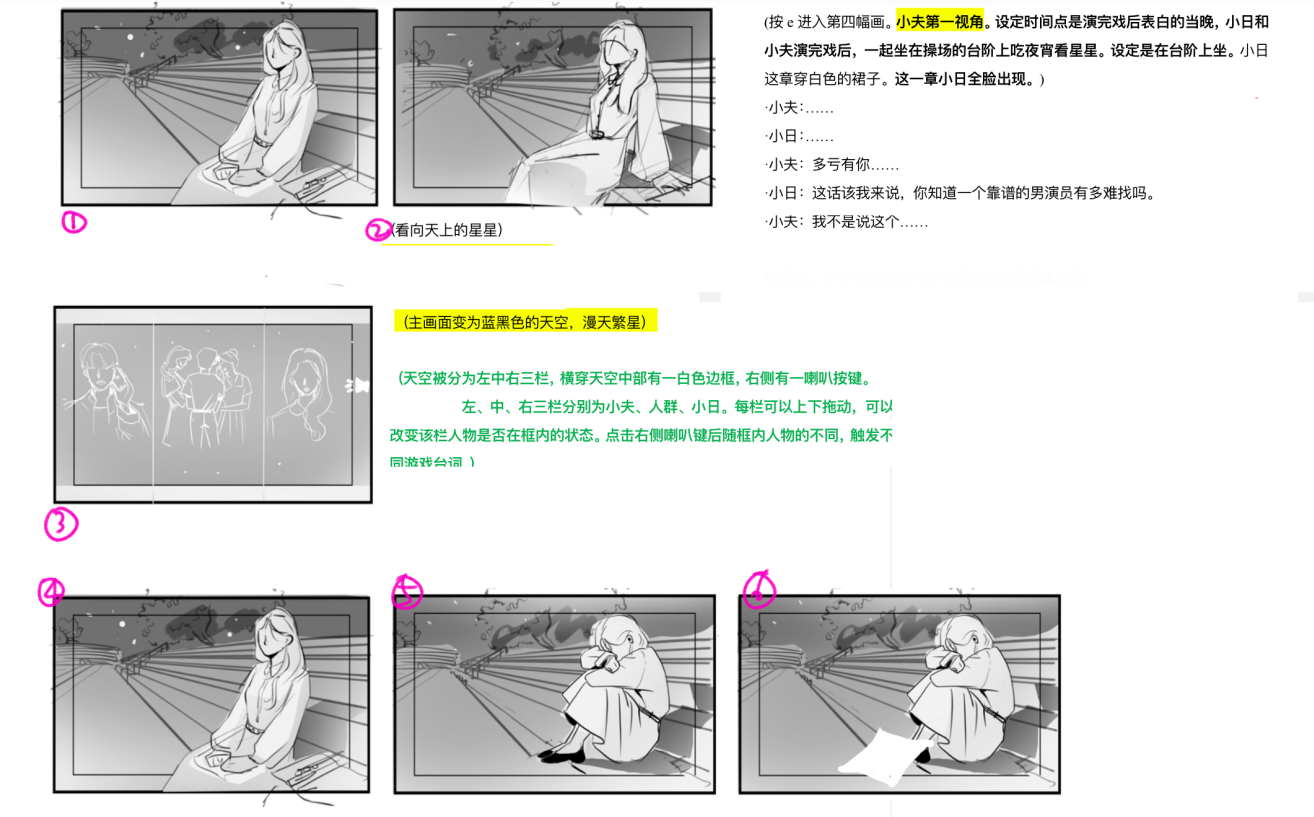 (按 e 进入第四幅画。小夫第一视角。设定时间点是演完戏后表白的当晚，小日和
小夫演完戏后，一起坐在操场的台阶上吃夜宵看星星。设定是在台阶上坐。小日
这章穿白色的裙子。这一章小日全脸出现。)
·小夫：……
·小日：……
·小夫：多亏有你……
·小日：这话该我来说，你知道一个靠谱的男演员有多难找吗。
·小夫：我不是说这个……
①
②
(看向天上的星星)
(主画面变为蓝黑色的天空，漫天繁星)
(天空被分为左中右三栏，横穿天空中部有一白色边框，右侧有一喇叭按键。
左、中、右三栏分别为小夫、人群、小日。每栏可以上下拖动，可以
改变该栏人物是否在框内的状态。点击右侧喇叭键后随框内人物的不同，触发不
同游戏台词。)
③
④
⑤
⑥